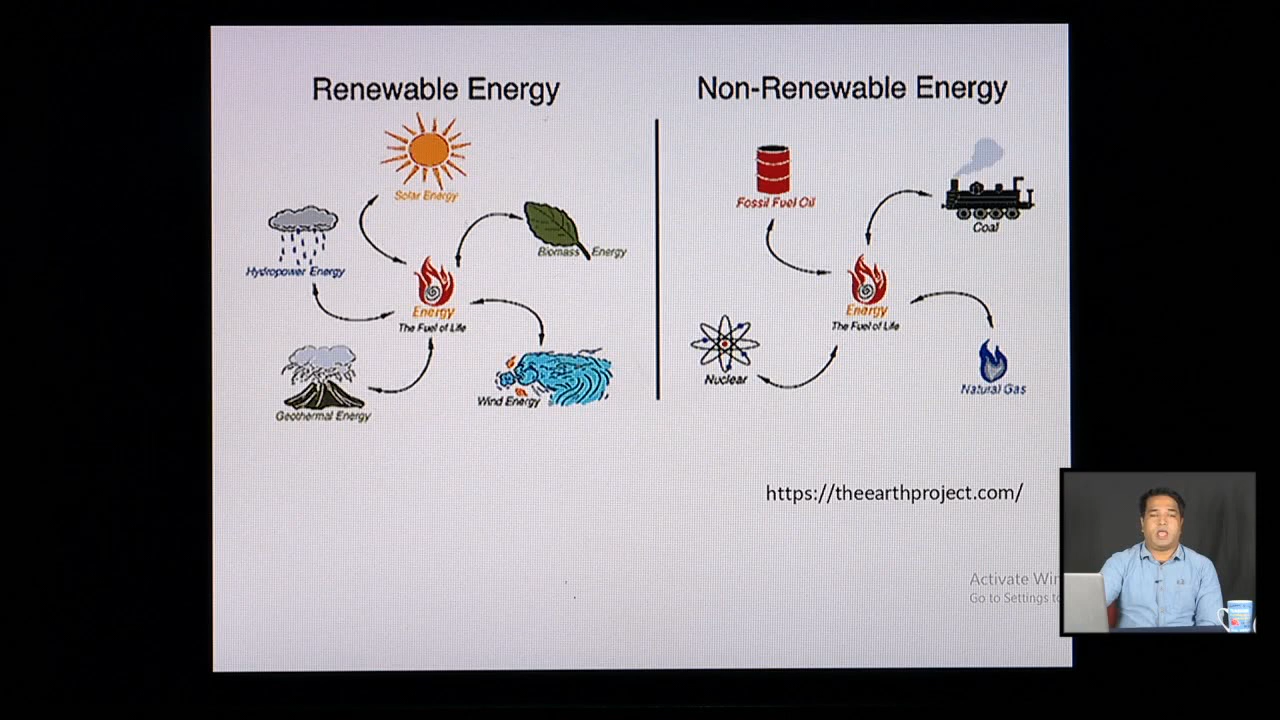 Renewable Energy
Solar Energy
Hydropower Energy
Biomass Energy
Energy
The Fuel of Life
Geothermal Energy
Wind Energy
Non-Renewable Energy
Fossil Fuel Oil
Coal
Energy
The Fuel of Life
Nuclear
Natural Gas
https://theearthproject.com/
Activate Win
Go to Settings to